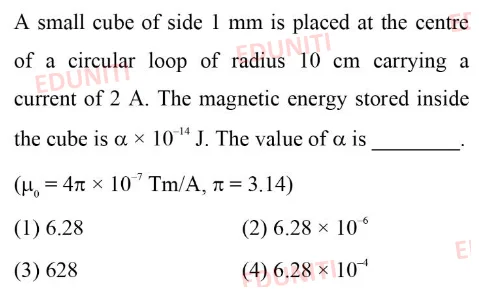 A small cube of side 1 mm is placed at the centre
of a circular loop of radius 10 cm carrying a
current of 2 A. The magnetic energy stored inside
the cube is α × 10⁻¹⁴ J. The value of α is ________.
(μ₀ = 4π × 10⁻⁷ Tm/A, π = 3.14)
(1) 6.28 (2) 6.28 × 10⁻⁶
(3) 628 (4) 6.28 × 10⁻⁴
EDUNITI
EDUNITI
EDUNITI